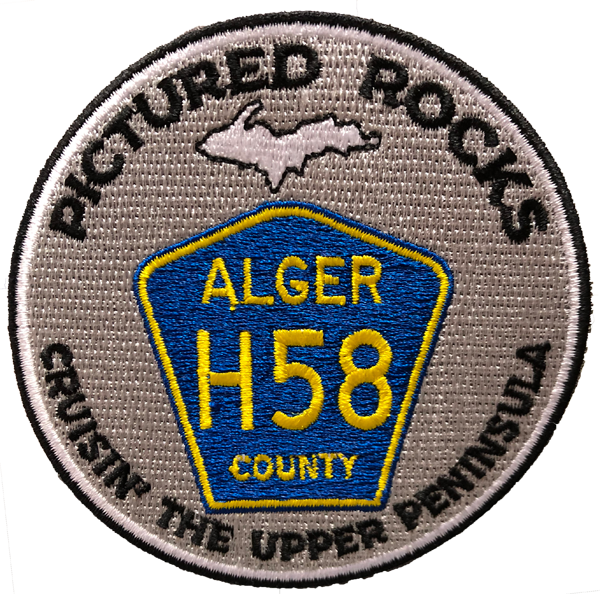 PICTURED ROCKS
ALGER
H58
COUNTY
CRUISIN' THE UPPER PENINSULA